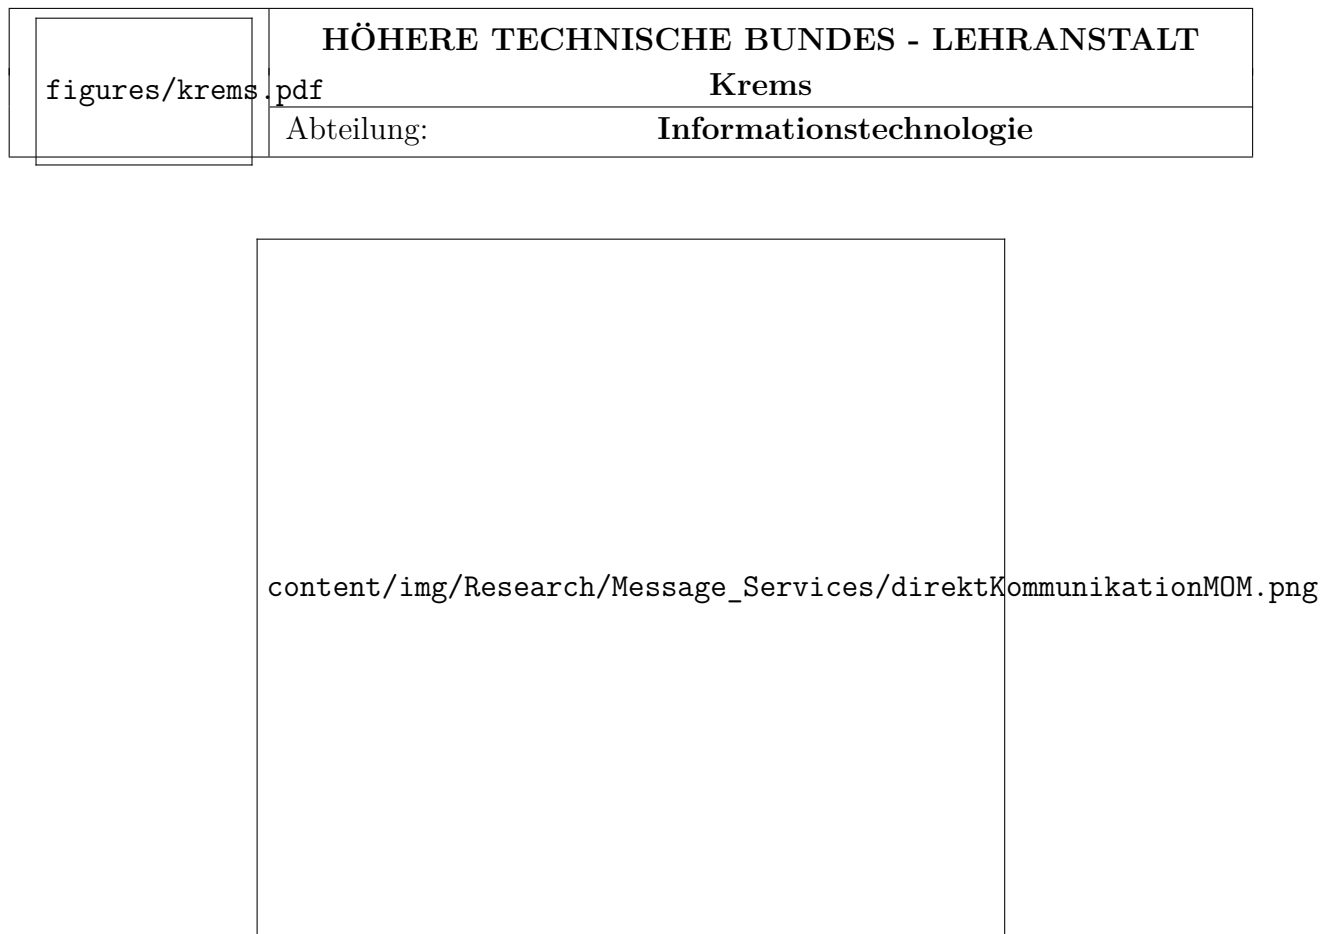 HÖHERE TECHNISCHE BUNDES - LEHRANSTALT
Krems
figures/krems.pdf
Abteilung: Informationstechnologie
content/img/Research/Message_Services/direktKommunikationMOM.png